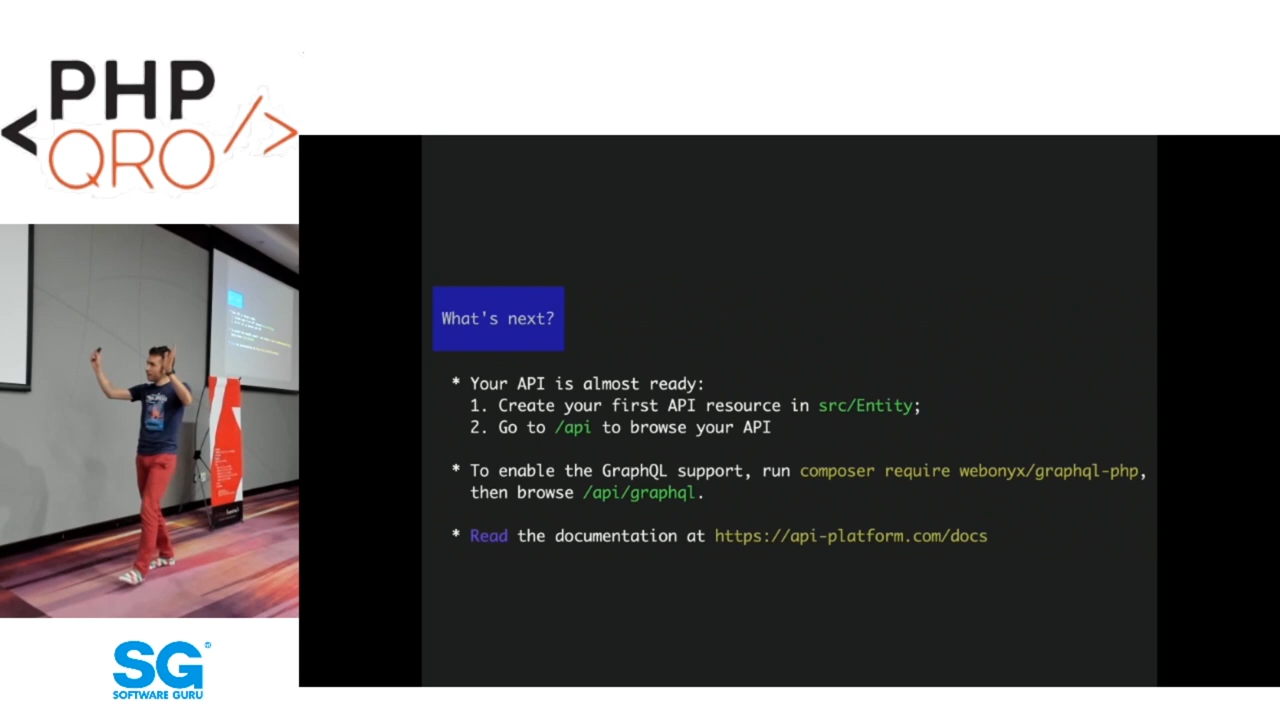 PHP
QRO
What's next?
* Your API is almost ready:
1. Create your first API resource in src/Entity;
2. Go to /api to browse your API
* To enable the GraphQL support, run composer require webonyx/graphql-php,
then browse /api/graphql.
* Read the documentation at https://api-platform.com/docs
SG®
SOFTWARE GURU